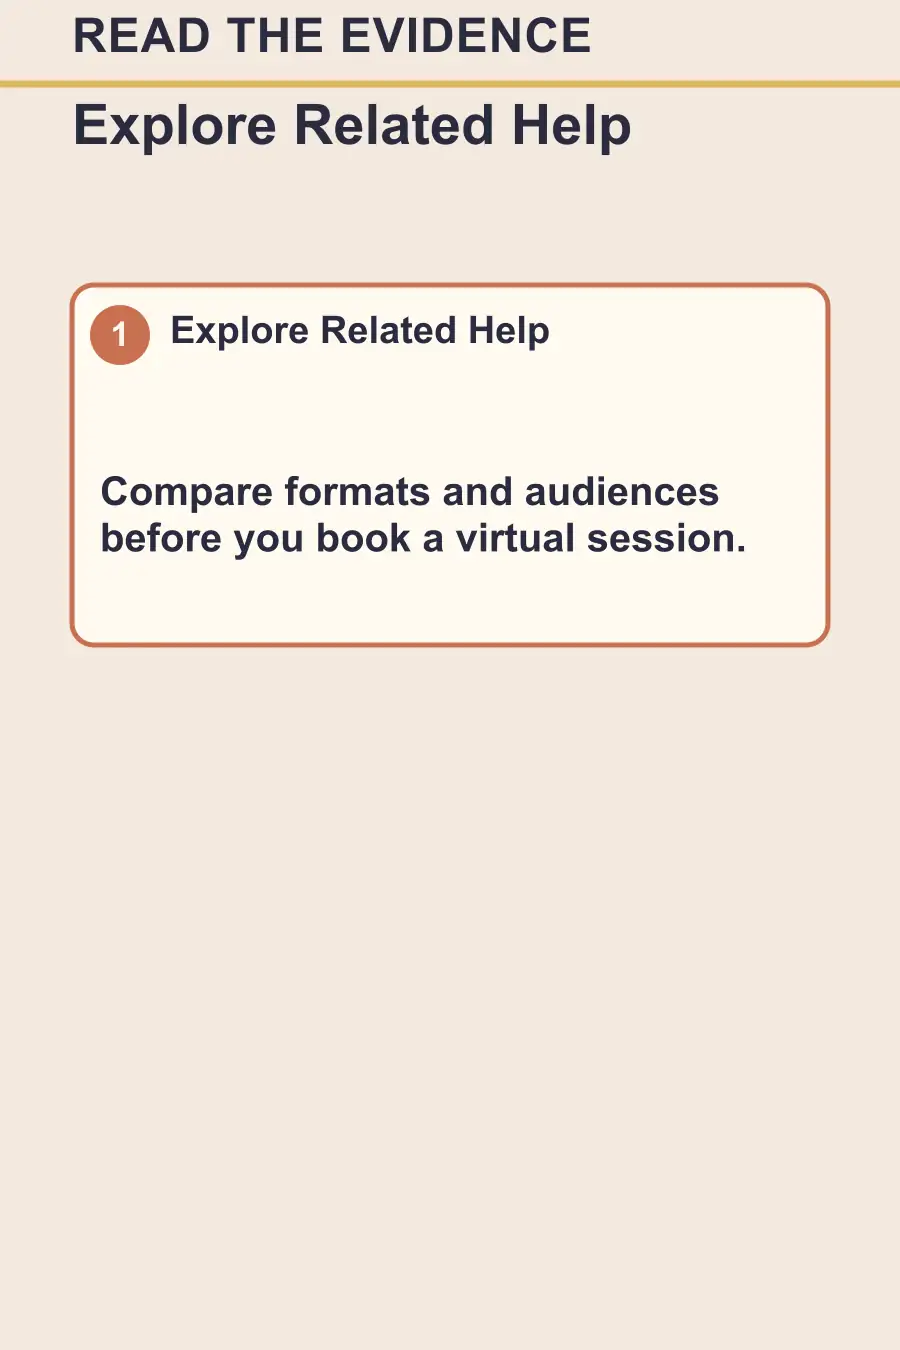 READ THE EVIDENCE
Explore Related Help
1 Explore Related Help
Compare formats and audiences
before you book a virtual session.